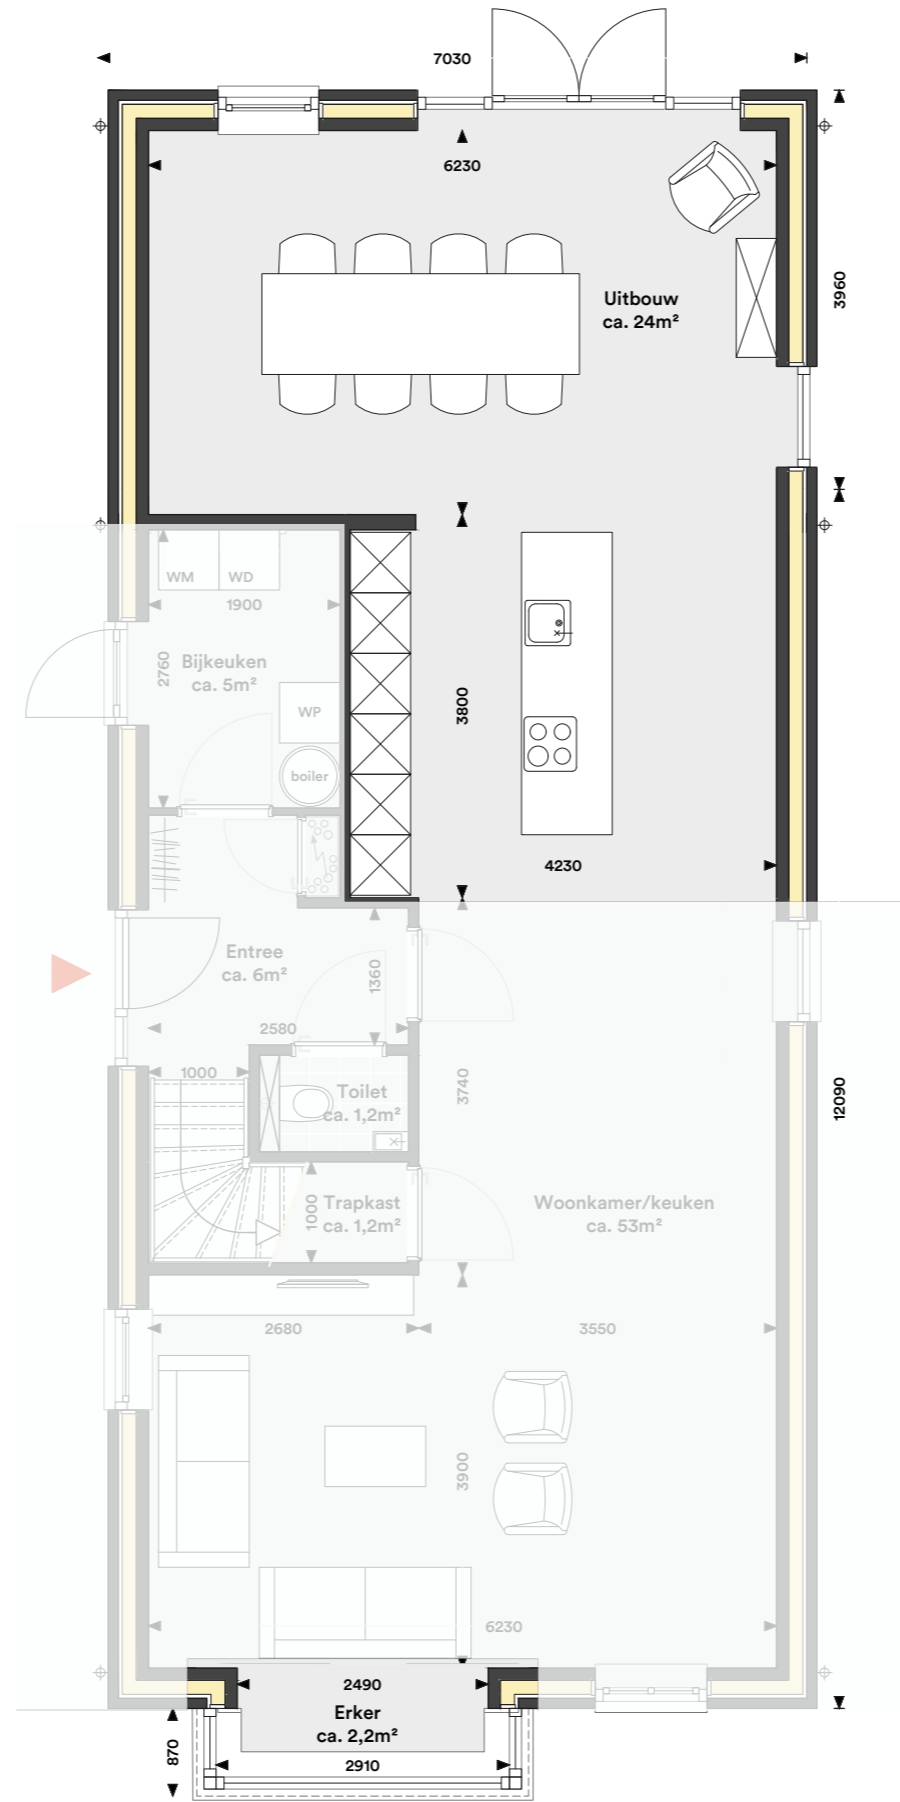 7030
6230
3960
Uitbouw
ca. 24m²
WM
WD
1900
2760
Bijkeuken
ca. 5m²
WP
boiler
3800
4230
Entree
ca. 6m²
1360
2580
1000
3740
12090
Toilet
ca. 1,2m²
1000
Trapkast
ca. 1,2m²
Woonkamer/keuken
ca. 53m²
2680
3550
3900
6230
2490
Erker
ca. 2,2m²
870
2910